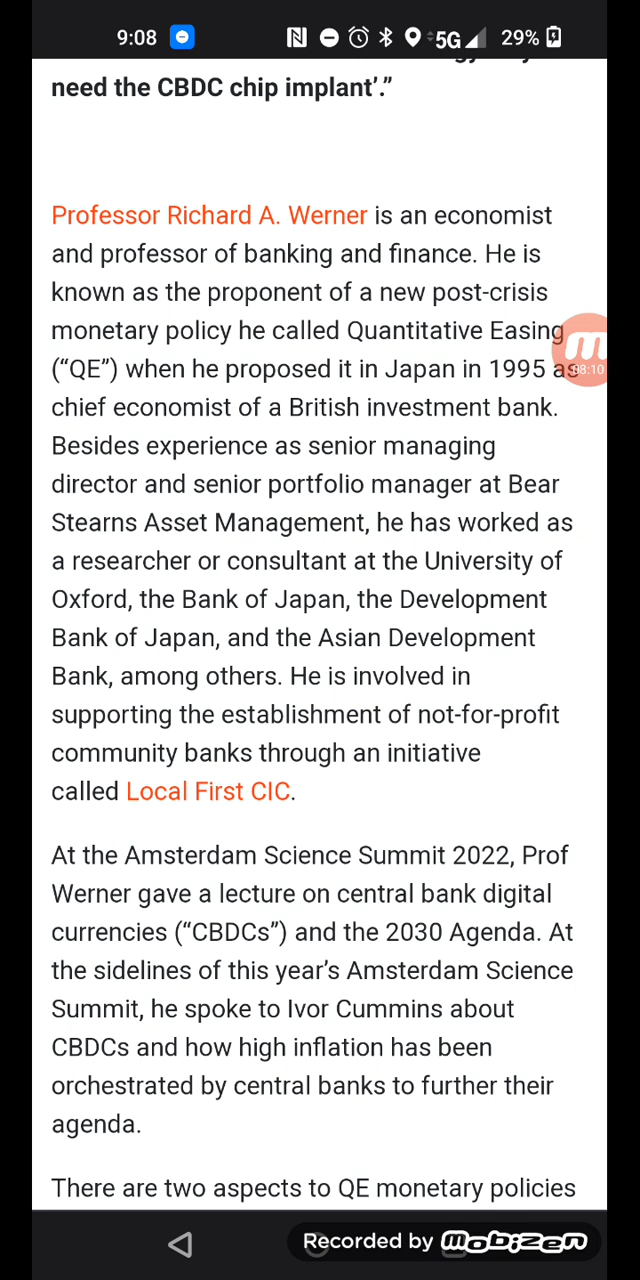 9:08
5G
29%
need the CBDC chip implant’.”
Professor Richard A. Werner is an economist
and professor of banking and finance. He is
known as the proponent of a new post-crisis
monetary policy he called Quantitative Easing
(“QE”) when he proposed it in Japan in 1995 as
08:10
chief economist of a British investment bank.
Besides experience as senior managing
director and senior portfolio manager at Bear
Stearns Asset Management, he has worked as
a researcher or consultant at the University of
Oxford, the Bank of Japan, the Development
Bank of Japan, and the Asian Development
Bank, among others. He is involved in
supporting the establishment of not-for-profit
community banks through an initiative
called Local First CIC.
At the Amsterdam Science Summit 2022, Prof
Werner gave a lecture on central bank digital
currencies (“CBDCs”) and the 2030 Agenda. At
the sidelines of this year’s Amsterdam Science
Summit, he spoke to Ivor Cummins about
CBDCs and how high inflation has been
orchestrated by central banks to further their
agenda.
There are two aspects to QE monetary policies
Recorded by mobizen